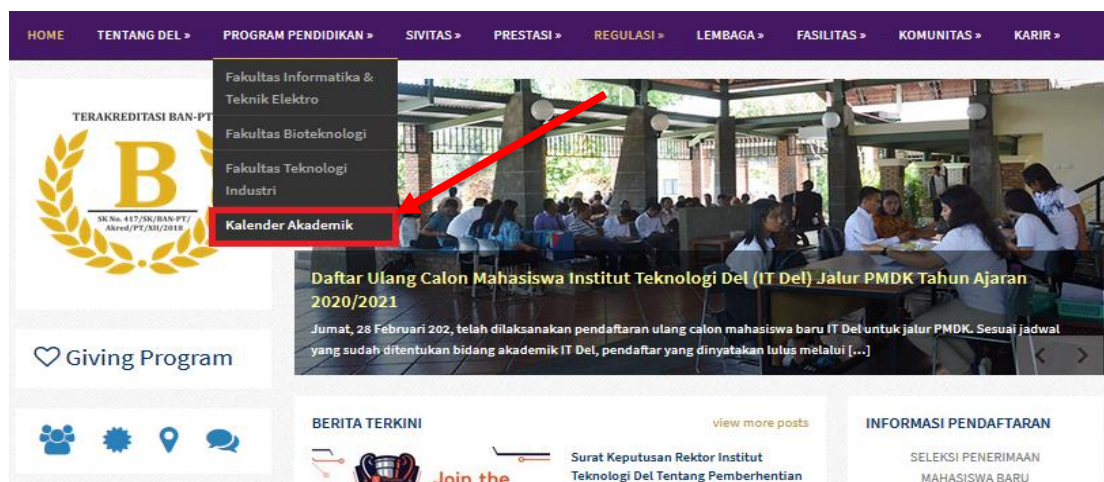 HOME TENTANG DEL » PROGRAM PENDIDIKAN » SIVITAS » PRESTASI » REGULASI » LEMBAGA » FASILITAS » KOMUNITAS » KARIR »
Fakultas Informatika &
Teknik Elektro
Fakultas Bioteknologi
Fakultas Teknologi
Industri
Kalender Akademik
TERAKREDITASI BAN-PT
B
SK No. 417/SK/BAN-PT/
Akred/PT/XII/2018
Daftar Ulang Calon Mahasiswa Institut Teknologi Del (IT Del) Jalur PMDK Tahun Ajaran
2020/2021
Jumat, 28 Februari 202, telah dilaksanakan pendaftaran ulang calon mahasiswa baru IT Del untuk jalur PMDK. Sesuai jadwal
yang sudah ditentukan bidang akademik IT Del, pendaftar yang dinyatakan lulus melalui [...]
Giving Program
BERITA TERKINI view more posts
Join the
Surat Keputusan Rektor Institut
Teknologi Del Tentang Pemberhentian
INFORMASI PENDAFTARAN
SELEKSI PENERIMAAN
MAHASISWA BARU